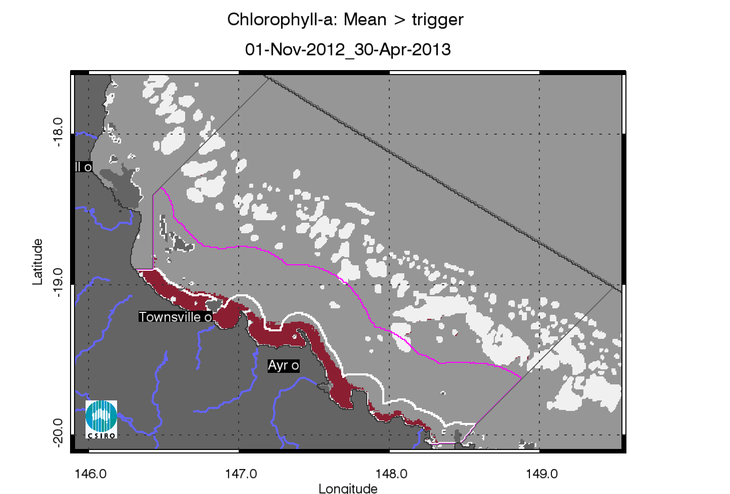 Chlorophyll-a: Mean > trigger
01-Nov-2012_30-Apr-2013
-18.0
ll o
Latitude
-19.0
Townsville o
Ayr o
CSIRO
-20.0
146.0 147.0 148.0 149.0
Longitude